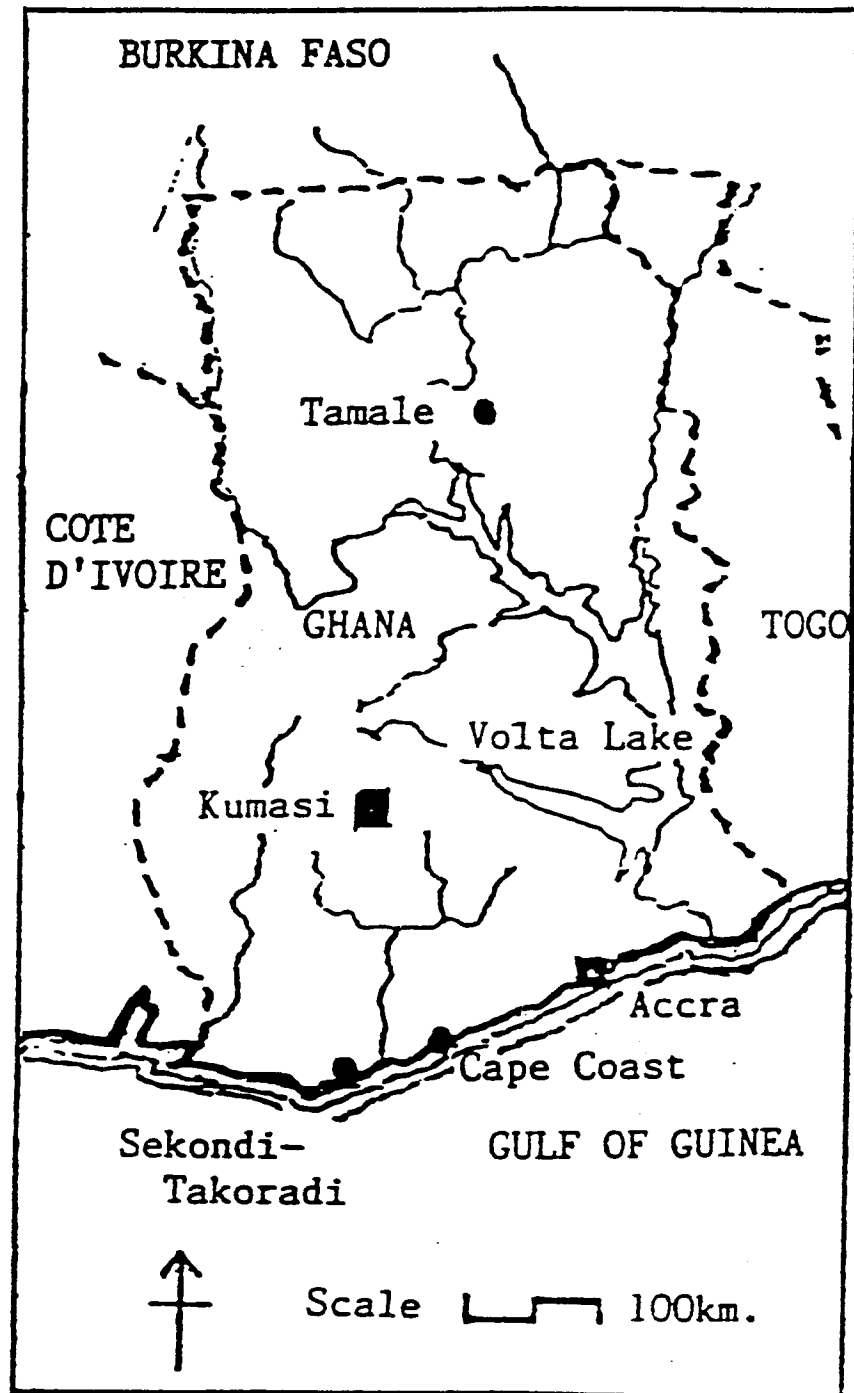 BURKINA FASO
Tamale
COTE
D'IVOIRE
GHANA
TOGO
Volta Lake
Kumasi
Accra
Cape Coast
Sekondi-
Takoradi
GULF OF GUINEA
Scale 100km.